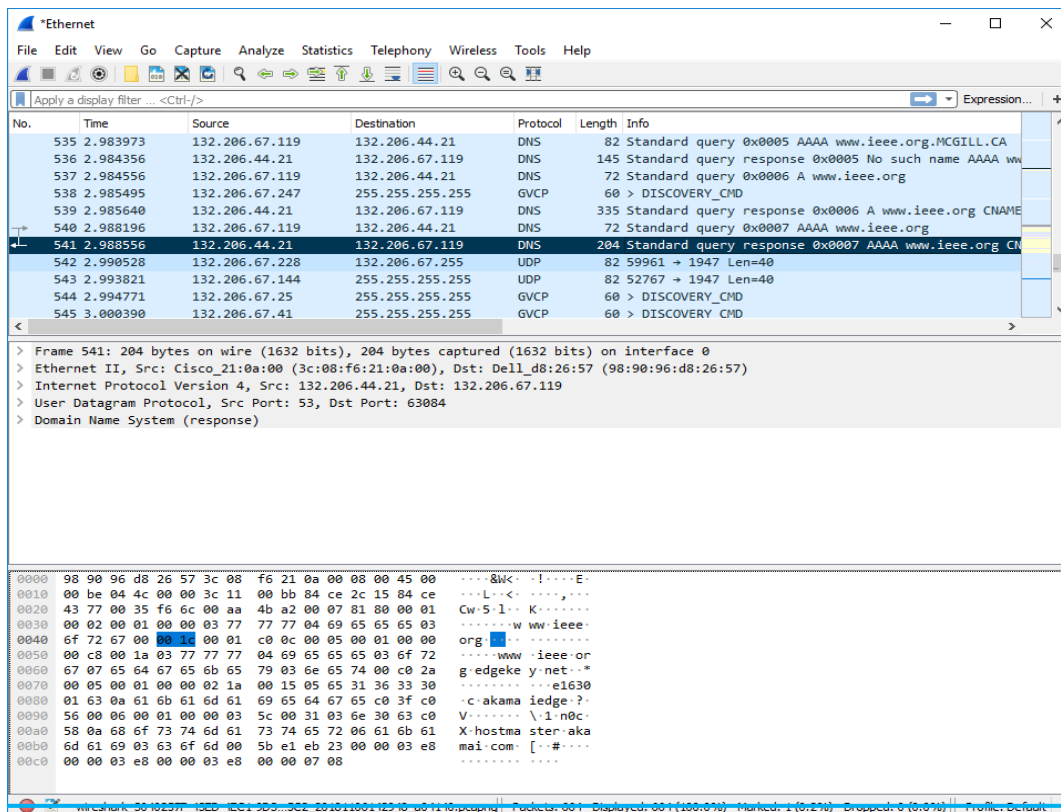 *Ethernet
File Edit View Go Capture Analyze Statistics Telephony Wireless Tools Help
Apply a display filter ... <Ctrl-/> Expression... +
No. Time Source Destination Protocol Length Info
535 2.983973 132.206.67.119 132.206.44.21 DNS 82 Standard query 0x0005 AAAA www.ieee.org.MCGILL.CA
536 2.984356 132.206.44.21 132.206.67.119 DNS 145 Standard query response 0x0005 No such name AAAA ww
537 2.984556 132.206.67.119 132.206.44.21 DNS 72 Standard query 0x0006 A www.ieee.org
538 2.985495 132.206.67.247 255.255.255.255 GVCP 60 > DISCOVERY_CMD
539 2.985640 132.206.44.21 132.206.67.119 DNS 335 Standard query response 0x0006 A www.ieee.org CNAME
540 2.988196 132.206.67.119 132.206.44.21 DNS 72 Standard query 0x0007 AAAA www.ieee.org
541 2.988556 132.206.44.21 132.206.67.119 DNS 204 Standard query response 0x0007 AAAA www.ieee.org CN
542 2.990528 132.206.67.228 132.206.67.255 UDP 82 59961 → 1947 Len=40
543 2.993821 132.206.67.144 255.255.255.255 UDP 82 52767 → 1947 Len=40
544 2.994771 132.206.67.25 255.255.255.255 GVCP 60 > DISCOVERY_CMD
545 3.000390 132.206.67.41 255.255.255.255 GVCP 60 > DISCOVERY CMD
> Frame 541: 204 bytes on wire (1632 bits), 204 bytes captured (1632 bits) on interface 0
> Ethernet II, Src: Cisco_21:0a:00 (3c:08:f6:21:0a:00), Dst: Dell_d8:26:57 (98:90:96:d8:26:57)
> Internet Protocol Version 4, Src: 132.206.44.21, Dst: 132.206.67.119
> User Datagram Protocol, Src Port: 53, Dst Port: 63084
> Domain Name System (response)
0000 98 90 96 d8 26 57 3c 08 f6 21 0a 00 08 00 45 00 ····&W<· ·!····E·
0010 00 be 04 4c 00 00 3c 11 00 bb 84 ce 2c 15 84 ce ···L··<· ····,···
0020 43 77 00 35 f6 6c 00 aa 4b a2 00 07 81 80 00 01 Cw·5·l·· K·······
0030 00 02 00 01 00 00 03 77 77 77 04 69 65 65 65 03 ·······w ww·ieee·
0040 6f 72 67 00 00 1c 00 01 c0 0c 00 05 00 01 00 00 org····· ········
0050 00 c8 00 1a 03 77 77 77 04 69 65 65 65 03 6f 72 ·····www ·ieee·or
0060 67 07 65 64 67 65 6b 65 79 03 6e 65 74 00 c0 2a g·edgeke y·net··*
0070 00 05 00 01 00 00 02 1a 00 15 05 65 31 36 33 30 ········ ···e1630
0080 01 63 0a 61 6b 61 6d 61 69 65 64 67 65 c0 3f c0 ·c·akama iedge·?·
0090 56 00 06 00 01 00 00 03 5c 00 31 03 6e 30 63 c0 V······· \·1·n0c·
00a0 58 0a 68 6f 73 74 6d 61 73 74 65 72 06 61 6b 61 X·hostma ster·aka
00b0 6d 61 69 03 63 6f 6d 00 5b e1 eb 23 00 00 03 e8 mai·com· [··#····
00c0 00 00 03 e8 00 00 03 e8 00 00 07 08 ········ ····
Profile: Default